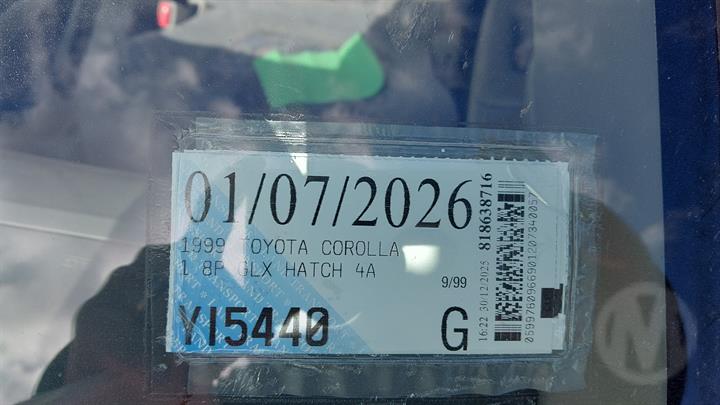 01/07/2026
1999 TOYOTA COROLLA
1 8P GLX HATCH 4A
9/99
YI5440
G
16:22 30/12/2025 818638716
M